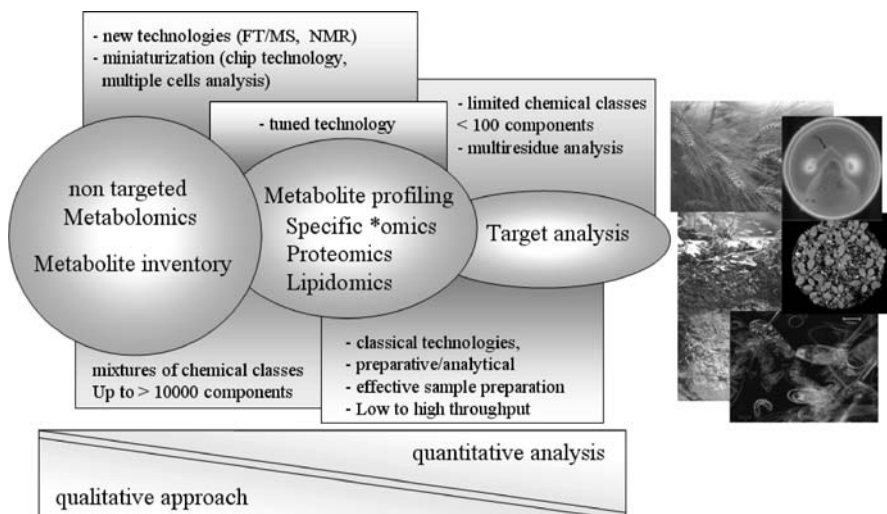 - new technologies (FT/MS, NMR)
- miniaturization (chip technology,
multiple cells analysis)
- tuned technology
- limited chemical classes
< 100 components
- multiresidue analysis
non targeted
Metabolomics
Metabolite inventory
Metabolite profiling
Specific *omics
Proteomics
Lipidomics
Target analysis
mixtures of chemical classes
Up to > 10000 components
- classical technologies,
- preparative/analytical
- effective sample preparation
- Low to high throughput
quantitative analysis
qualitative approach